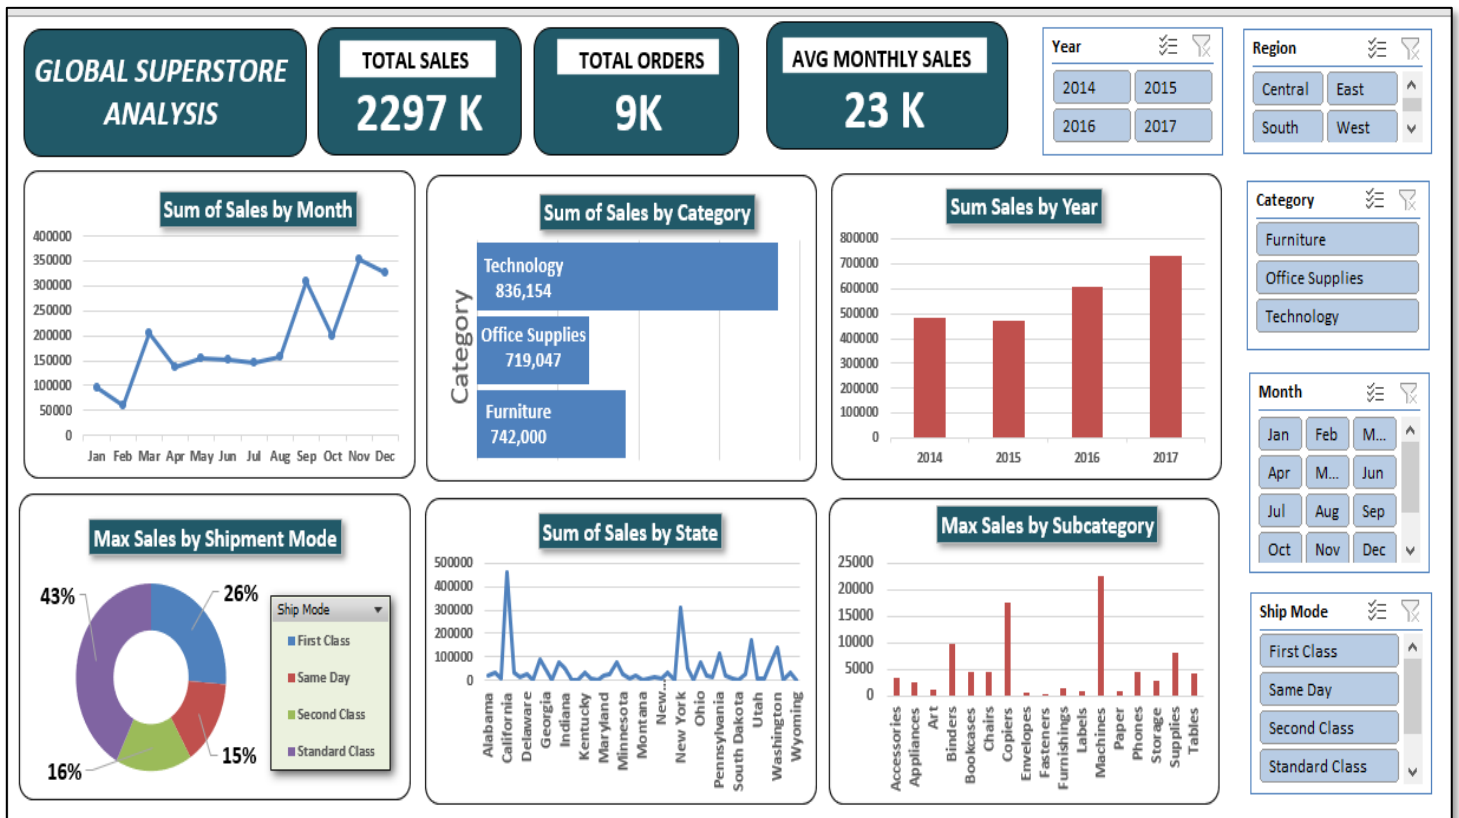 GLOBAL SUPERSTORE
ANALYSIS
TOTAL SALES
2297 K
TOTAL ORDERS
9K
AVG MONTHLY SALES
23 K
Year
2014 2015
2016 2017
Region
Central East
South West
Sum of Sales by Month
400000
350000
300000
250000
200000
150000
100000
50000
0
Jan Feb Mar Apr May Jun Jul Aug Sep Oct Nov Dec
Sum of Sales by Category
Category
Technology
836,154
Office Supplies
719,047
Furniture
742,000
Sum Sales by Year
800000
700000
600000
500000
400000
300000
200000
100000
0
2014 2015 2016 2017
Category
Furniture
Office Supplies
Technology
Month
Jan Feb M...
Apr M... Jun
Jul Aug Sep
Oct Nov Dec
Max Sales by Shipment Mode
43%
26%
16%
15%
Ship Mode
First Class
Same Day
Second Class
Standard Class
Sum of Sales by State
500000
400000
300000
200000
100000
0
Alabama
California
Delaware
Georgia
Indiana
Kentucky
Maryland
Minnesota
Montana
New...
New York
Ohio
Pennsylvania
South Dakota
Utah
Washington
Wyoming
Max Sales by Subcategory
25000
20000
15000
10000
5000
0
Accessories
Appliances
Art
Binders
Bookcases
Chairs
Copiers
Envelopes
Fasteners
Furnishings
Labels
Machines
Paper
Phones
Storage
Supplies
Tables
Ship Mode
First Class
Same Day
Second Class
Standard Class